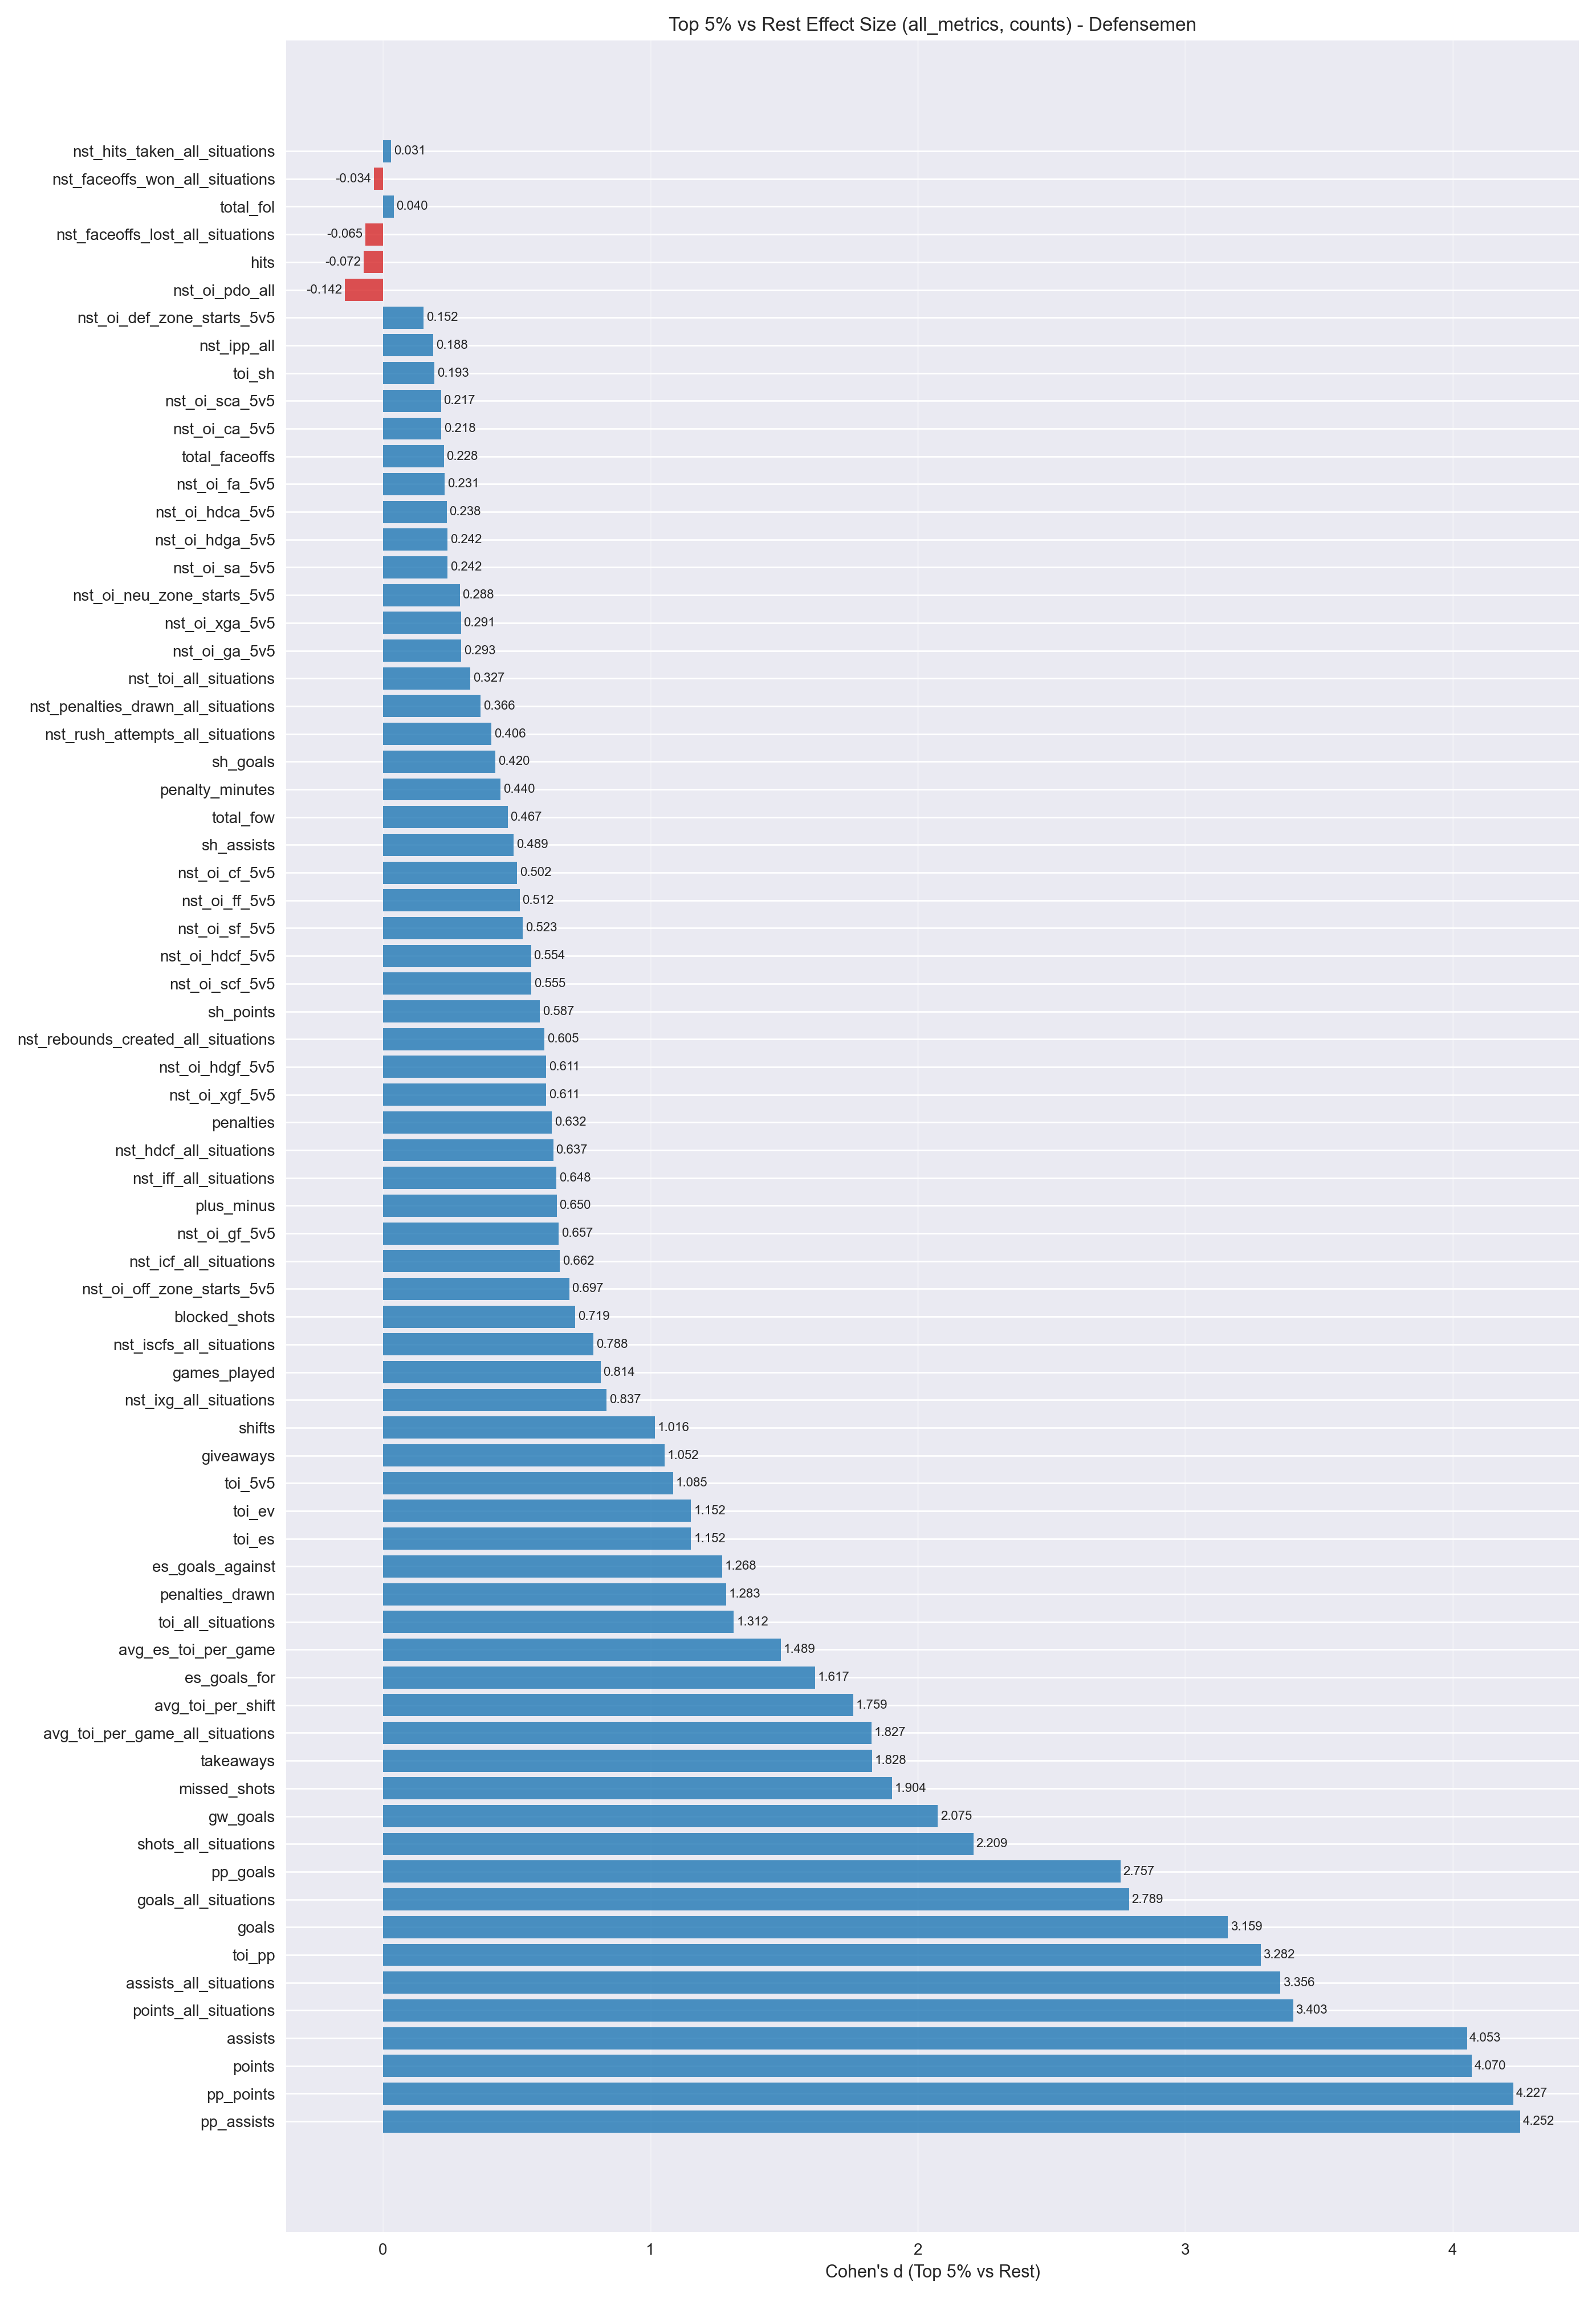 Top 5% vs Rest Effect Size (all_metrics, counts) - Defensemen
nst_hits_taken_all_situations 0.031
nst_faceoffs_won_all_situations -0.034
total_fol 0.040
nst_faceoffs_lost_all_situations -0.065
hits -0.072
nst_oi_pdo_all -0.142
nst_oi_def_zone_starts_5v5 0.152
nst_ipp_all 0.188
toi_sh 0.193
nst_oi_sca_5v5 0.217
nst_oi_ca_5v5 0.218
total_faceoffs 0.228
nst_oi_fa_5v5 0.231
nst_oi_hdca_5v5 0.238
nst_oi_hdga_5v5 0.242
nst_oi_sa_5v5 0.242
nst_oi_neu_zone_starts_5v5 0.288
nst_oi_xga_5v5 0.291
nst_oi_ga_5v5 0.293
nst_toi_all_situations 0.327
nst_penalties_drawn_all_situations 0.366
nst_rush_attempts_all_situations 0.406
sh_goals 0.420
penalty_minutes 0.440
total_fow 0.467
sh_assists 0.489
nst_oi_cf_5v5 0.502
nst_oi_ff_5v5 0.512
nst_oi_sf_5v5 0.523
nst_oi_hdcf_5v5 0.554
nst_oi_scf_5v5 0.555
sh_points 0.587
nst_rebounds_created_all_situations 0.605
nst_oi_hdgf_5v5 0.611
nst_oi_xgf_5v5 0.611
penalties 0.632
nst_hdcf_all_situations 0.637
nst_iff_all_situations 0.648
plus_minus 0.650
nst_oi_gf_5v5 0.657
nst_icf_all_situations 0.662
nst_oi_off_zone_starts_5v5 0.697
blocked_shots 0.719
nst_iscfs_all_situations 0.788
games_played 0.814
nst_ixg_all_situations 0.837
shifts 1.016
giveaways 1.052
toi_5v5 1.085
toi_ev 1.152
toi_es 1.152
es_goals_against 1.268
penalties_drawn 1.283
toi_all_situations 1.312
avg_es_toi_per_game 1.489
es_goals_for 1.617
avg_toi_per_shift 1.759
avg_toi_per_game_all_situations 1.827
takeaways 1.828
missed_shots 1.904
gw_goals 2.075
shots_all_situations 2.209
pp_goals 2.757
goals_all_situations 2.789
goals 3.159
toi_pp 3.282
assists_all_situations 3.356
points_all_situations 3.403
assists 4.053
points 4.070
pp_points 4.227
pp_assists 4.252
0 1 2 3 4
Cohen's d (Top 5% vs Rest)